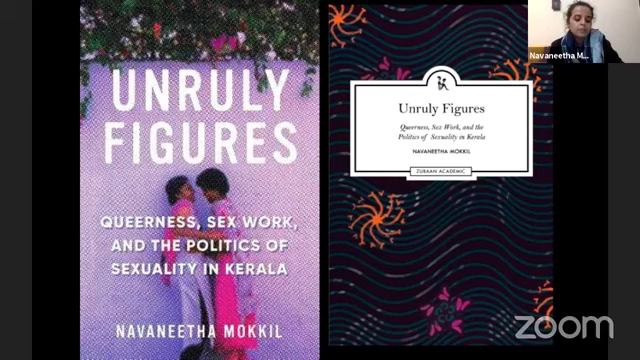 UNRULY
FIGURES
QUEERNESS, SEX WORK,
AND THE POLITICS OF
SEXUALITY IN KERALA
NAVANEETHA MOKKIL
Unruly Figures
Queerness, Sex Work, and the
Politics of Sexuality in Kerala
NAVANEETHA MOKKIL
ZUBAAN ACADEMIC
Navaneetha M...
zoom